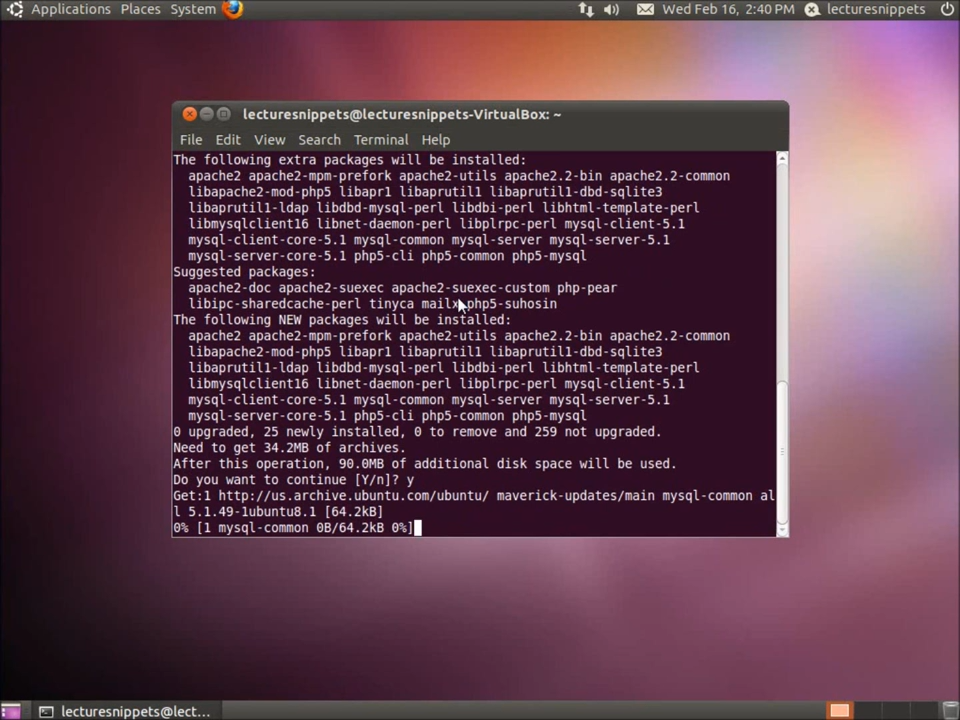 Applications Places System
Wed Feb 16, 2:40 PM lecturesnippets
lecturesnippets@lecturesnippets-VirtualBox: ~
File Edit View Search Terminal Help
The following extra packages will be installed:
apache2 apache2-mpm-prefork apache2-utils apache2.2-bin apache2.2-common
libapache2-mod-php5 libapr1 libaprutil1 libaprutil1-dbd-sqlite3
libaprutil1-ldap libdbd-mysql-perl libdbi-perl libhtml-template-perl
libmysqlclient16 libnet-daemon-perl libplrpc-perl mysql-client-5.1
mysql-client-core-5.1 mysql-common mysql-server mysql-server-5.1
mysql-server-core-5.1 php5-cli php5-common php5-mysql
Suggested packages:
apache2-doc apache2-suexec apache2-suexec-custom php-pear
libipc-sharedcache-perl tinyca mailx php5-suhosin
The following NEW packages will be installed:
apache2 apache2-mpm-prefork apache2-utils apache2.2-bin apache2.2-common
libapache2-mod-php5 libapr1 libaprutil1 libaprutil1-dbd-sqlite3
libaprutil1-ldap libdbd-mysql-perl libdbi-perl libhtml-template-perl
libmysqlclient16 libnet-daemon-perl libplrpc-perl mysql-client-5.1
mysql-client-core-5.1 mysql-common mysql-server mysql-server-5.1
mysql-server-core-5.1 php5-cli php5-common php5-mysql
0 upgraded, 25 newly installed, 0 to remove and 259 not upgraded.
Need to get 34.2MB of archives.
After this operation, 90.0MB of additional disk space will be used.
Do you want to continue [Y/n]? y
Get:1 http://us.archive.ubuntu.com/ubuntu/ maverick-updates/main mysql-common al
l 5.1.49-1ubuntu8.1 [64.2kB]
0% [1 mysql-common 0B/64.2kB 0%]
lecturesnippets@lect...